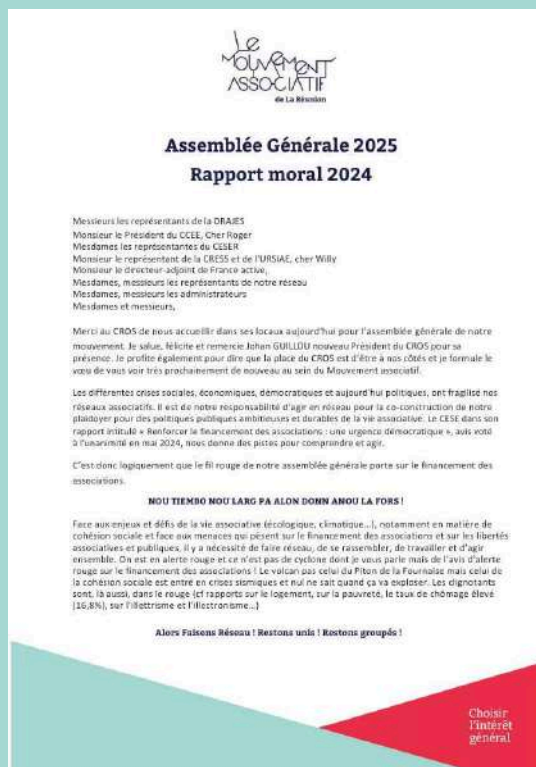 Le
MOUVEMENT
ASSOCIATIF
de La Réunion
Assemblée Générale 2025
Rapport moral 2024
Messieurs les représentants de la DRAJES
Monsieur le Président du CCEE, Cher Roger
Mesdames les représentantes du CESER
Monsieur le représentant de la CRESS et de l'URSIAE, cher Willy
Monsieur le directeur-adjoint de France active,
Mesdames, messieurs les représentants de notre réseau
Mesdames, messieurs les administrateurs
Mesdames et messieurs,
Merci au CROS de nous accueillir dans ses locaux aujourd'hui pour l'assemblée générale de notre
mouvement. Je salue, félicite et remercie Johan GUILLOU nouveau Président du CROS pour sa
présence. Je profite également pour dire que la place du CROS est d'être à nos côtés et je formule le
vœu de vous voir très prochainement de nouveau au sein du Mouvement associatif.
Les différentes crises sociales, économiques, démocratiques et aujourd'hui politiques, ont fragilisé nos
réseaux associatifs. Il est de notre responsabilité d'agir en réseau pour la co-construction de notre
plaidoyer pour des politiques publiques ambitieuses et durables de la vie associative. Le CESE dans son
rapport intitulé « Renforcer le financement des associations : une urgence démocratique », avis voté
à l'unanimité en mai 2024, nous donne des pistes pour comprendre et agir.
C'est donc logiquement que le fil rouge de notre assemblée générale porte sur le financement des
associations.
NOU TIEMBO NOU LARG PA ALON DONN ANOU LA FORS !
Face aux enjeux et défis de la vie associative (écologique, climatique...), notamment en matière de
cohésion sociale et face aux menaces qui pèsent sur le financement des associations et sur les libertés
associatives et publiques, il y a nécessité de faire réseau, de se rassembler, de travailler et d'agir
ensemble. On est en alerte rouge et ce n'est pas de cyclone dont je vous parle mais de l'avis d'alerte
rouge sur le financement des associations ! Le volcan pas celui du Piton de la Fournaise mais celui de
la cohésion sociale est entré en crises sismiques et nul ne sait quand ça va exploser. Les clignotants
sont, là aussi, dans le rouge (cf rapports sur le logement, sur la pauvreté, le taux de chômage élevé
(16,8%), sur l'illettrisme et l'illectronisme...)
Alors Faisons Réseau ! Restons unis ! Restons groupés !
Choisir
l'intérêt
général